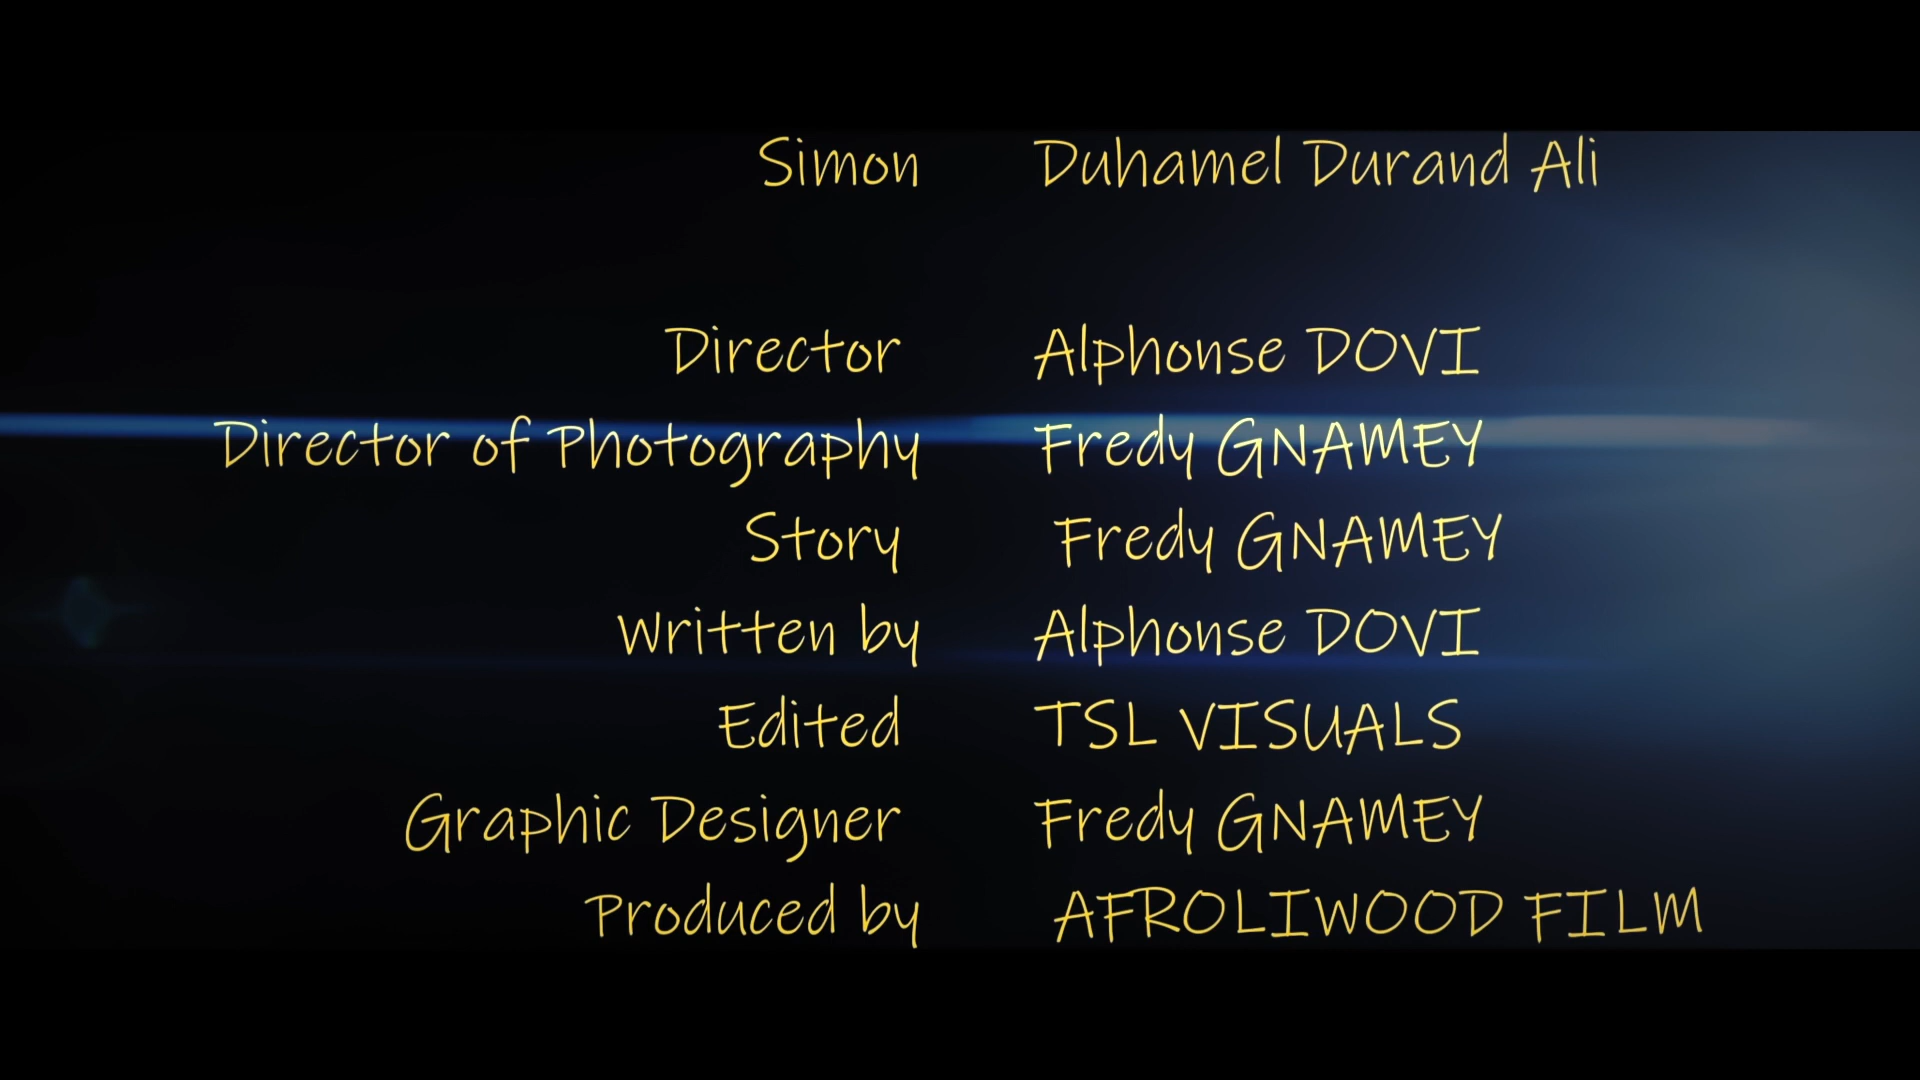 Simon Duhamel Durand Ali
Director Alphonse DOVI
Director of Photography Fredy GNAMEY
Story Fredy GNAMEY
Written by Alphonse DOVI
Edited TSL VISUALS
Graphic Designer Fredy GNAMEY
Produced by AFROLIWOOD FILM